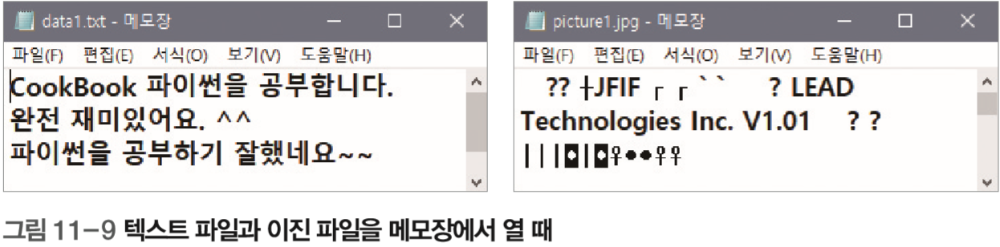 data1.txt - 메모장
파일(F) 편집(E) 서식(O) 보기(V) 도움말(H)
CookBook 파이썬을 공부합니다.
완전 재미있어요. ^^
파이썬을 공부하기 잘했네요~~
picture1.jpg - 메모장
파일(F) 편집(E) 서식(O) 보기(V) 도움말(H)
?? ┼JFIF ┌ ┌ ` ` ? LEAD
Technologies Inc. V1.01 ? ?
| | |◘|◘♀●●♀♀
그림 11-9 텍스트 파일과 이진 파일을 메모장에서 열 때